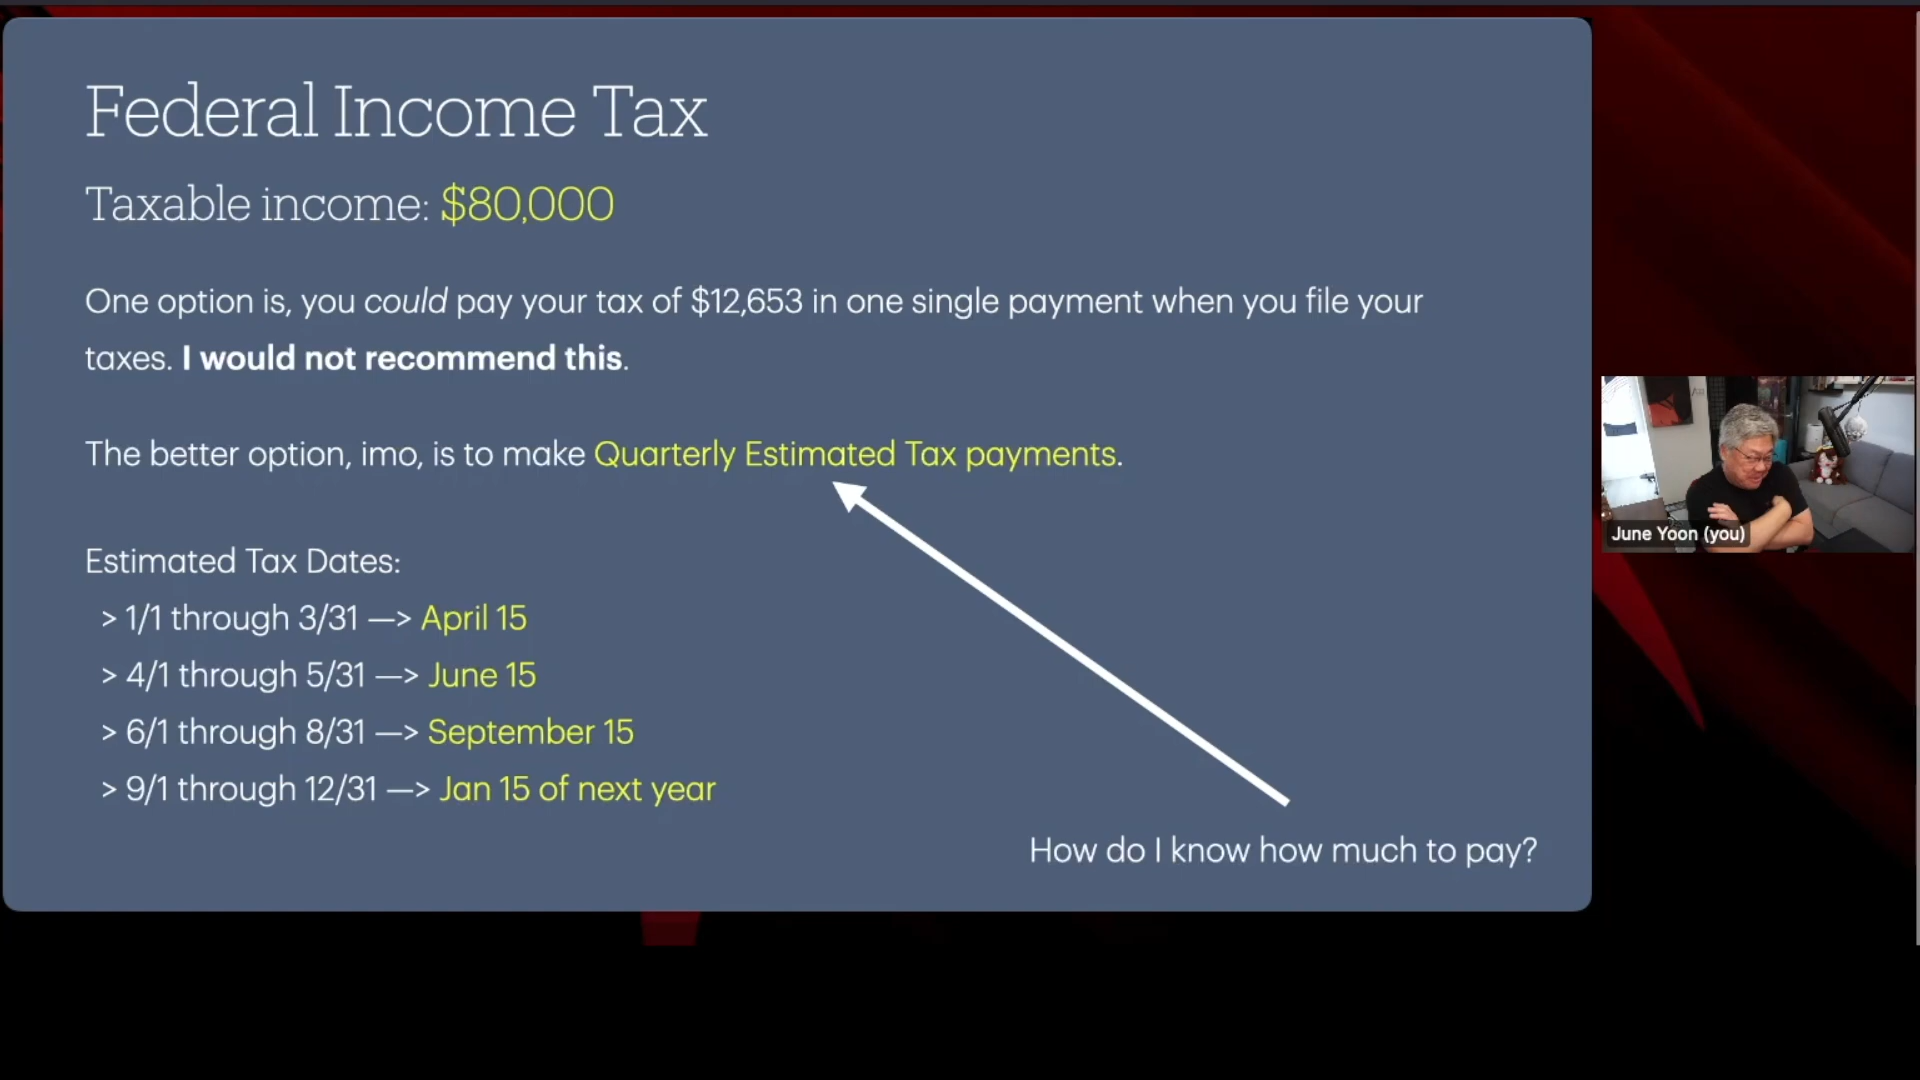 Federal Income Tax
Taxable income: $80,000
One option is, you could pay your tax of $12,653 in one single payment when you file your
taxes. I would not recommend this.
The better option, imo, is to make Quarterly Estimated Tax payments.
Estimated Tax Dates:
> 1/1 through 3/31 —> April 15
> 4/1 through 5/31 —> June 15
> 6/1 through 8/31 —> September 15
> 9/1 through 12/31 —> Jan 15 of next year
How do I know how much to pay?
June Yoon (you)